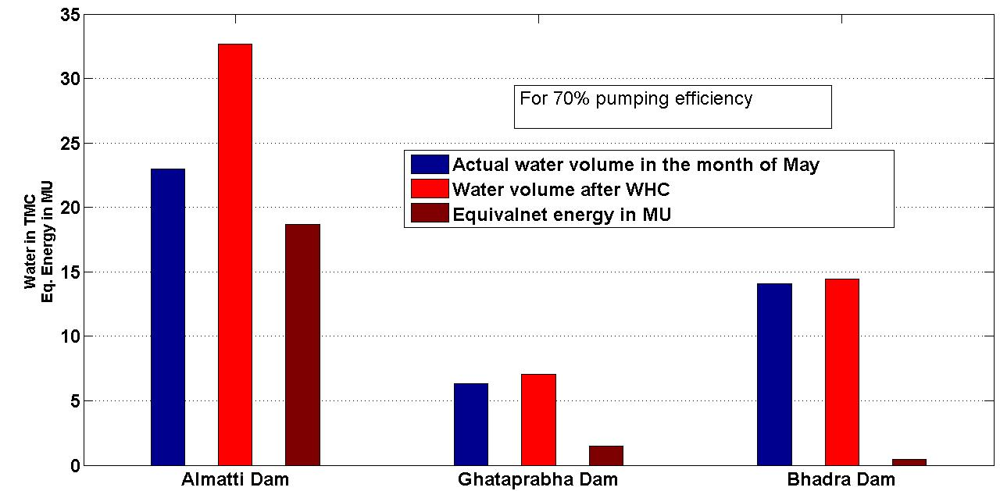 35
30
25
20
15
10
5
0
Water in TMC
Eq. Energy in MU
For 70% pumping efficiency
Actual water volume in the month of May
Water volume after WHC
Equivalnet energy in MU
Almatti Dam
Ghataprabha Dam
Bhadra Dam